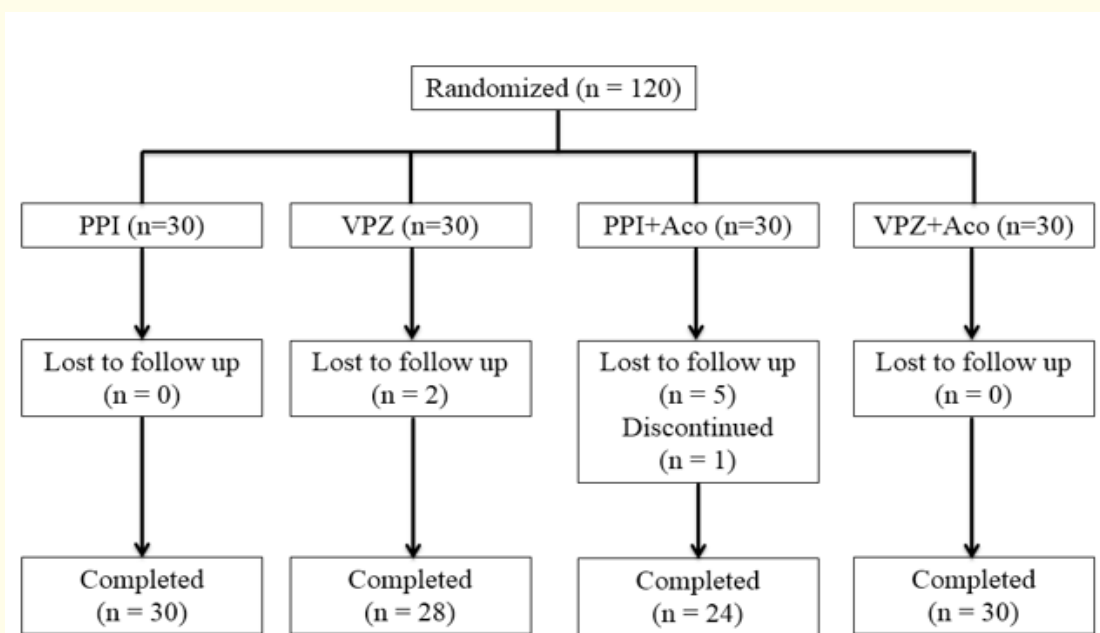 Randomized (n = 120)
PPI (n=30)
VPZ (n=30)
PPI+Aco (n=30)
VPZ+Aco (n=30)
Lost to follow up
(n = 0)
Lost to follow up
(n = 2)
Lost to follow up
(n = 5)
Discontinued
(n = 1)
Lost to follow up
(n = 0)
Completed
(n = 30)
Completed
(n = 28)
Completed
(n = 24)
Completed
(n = 30)